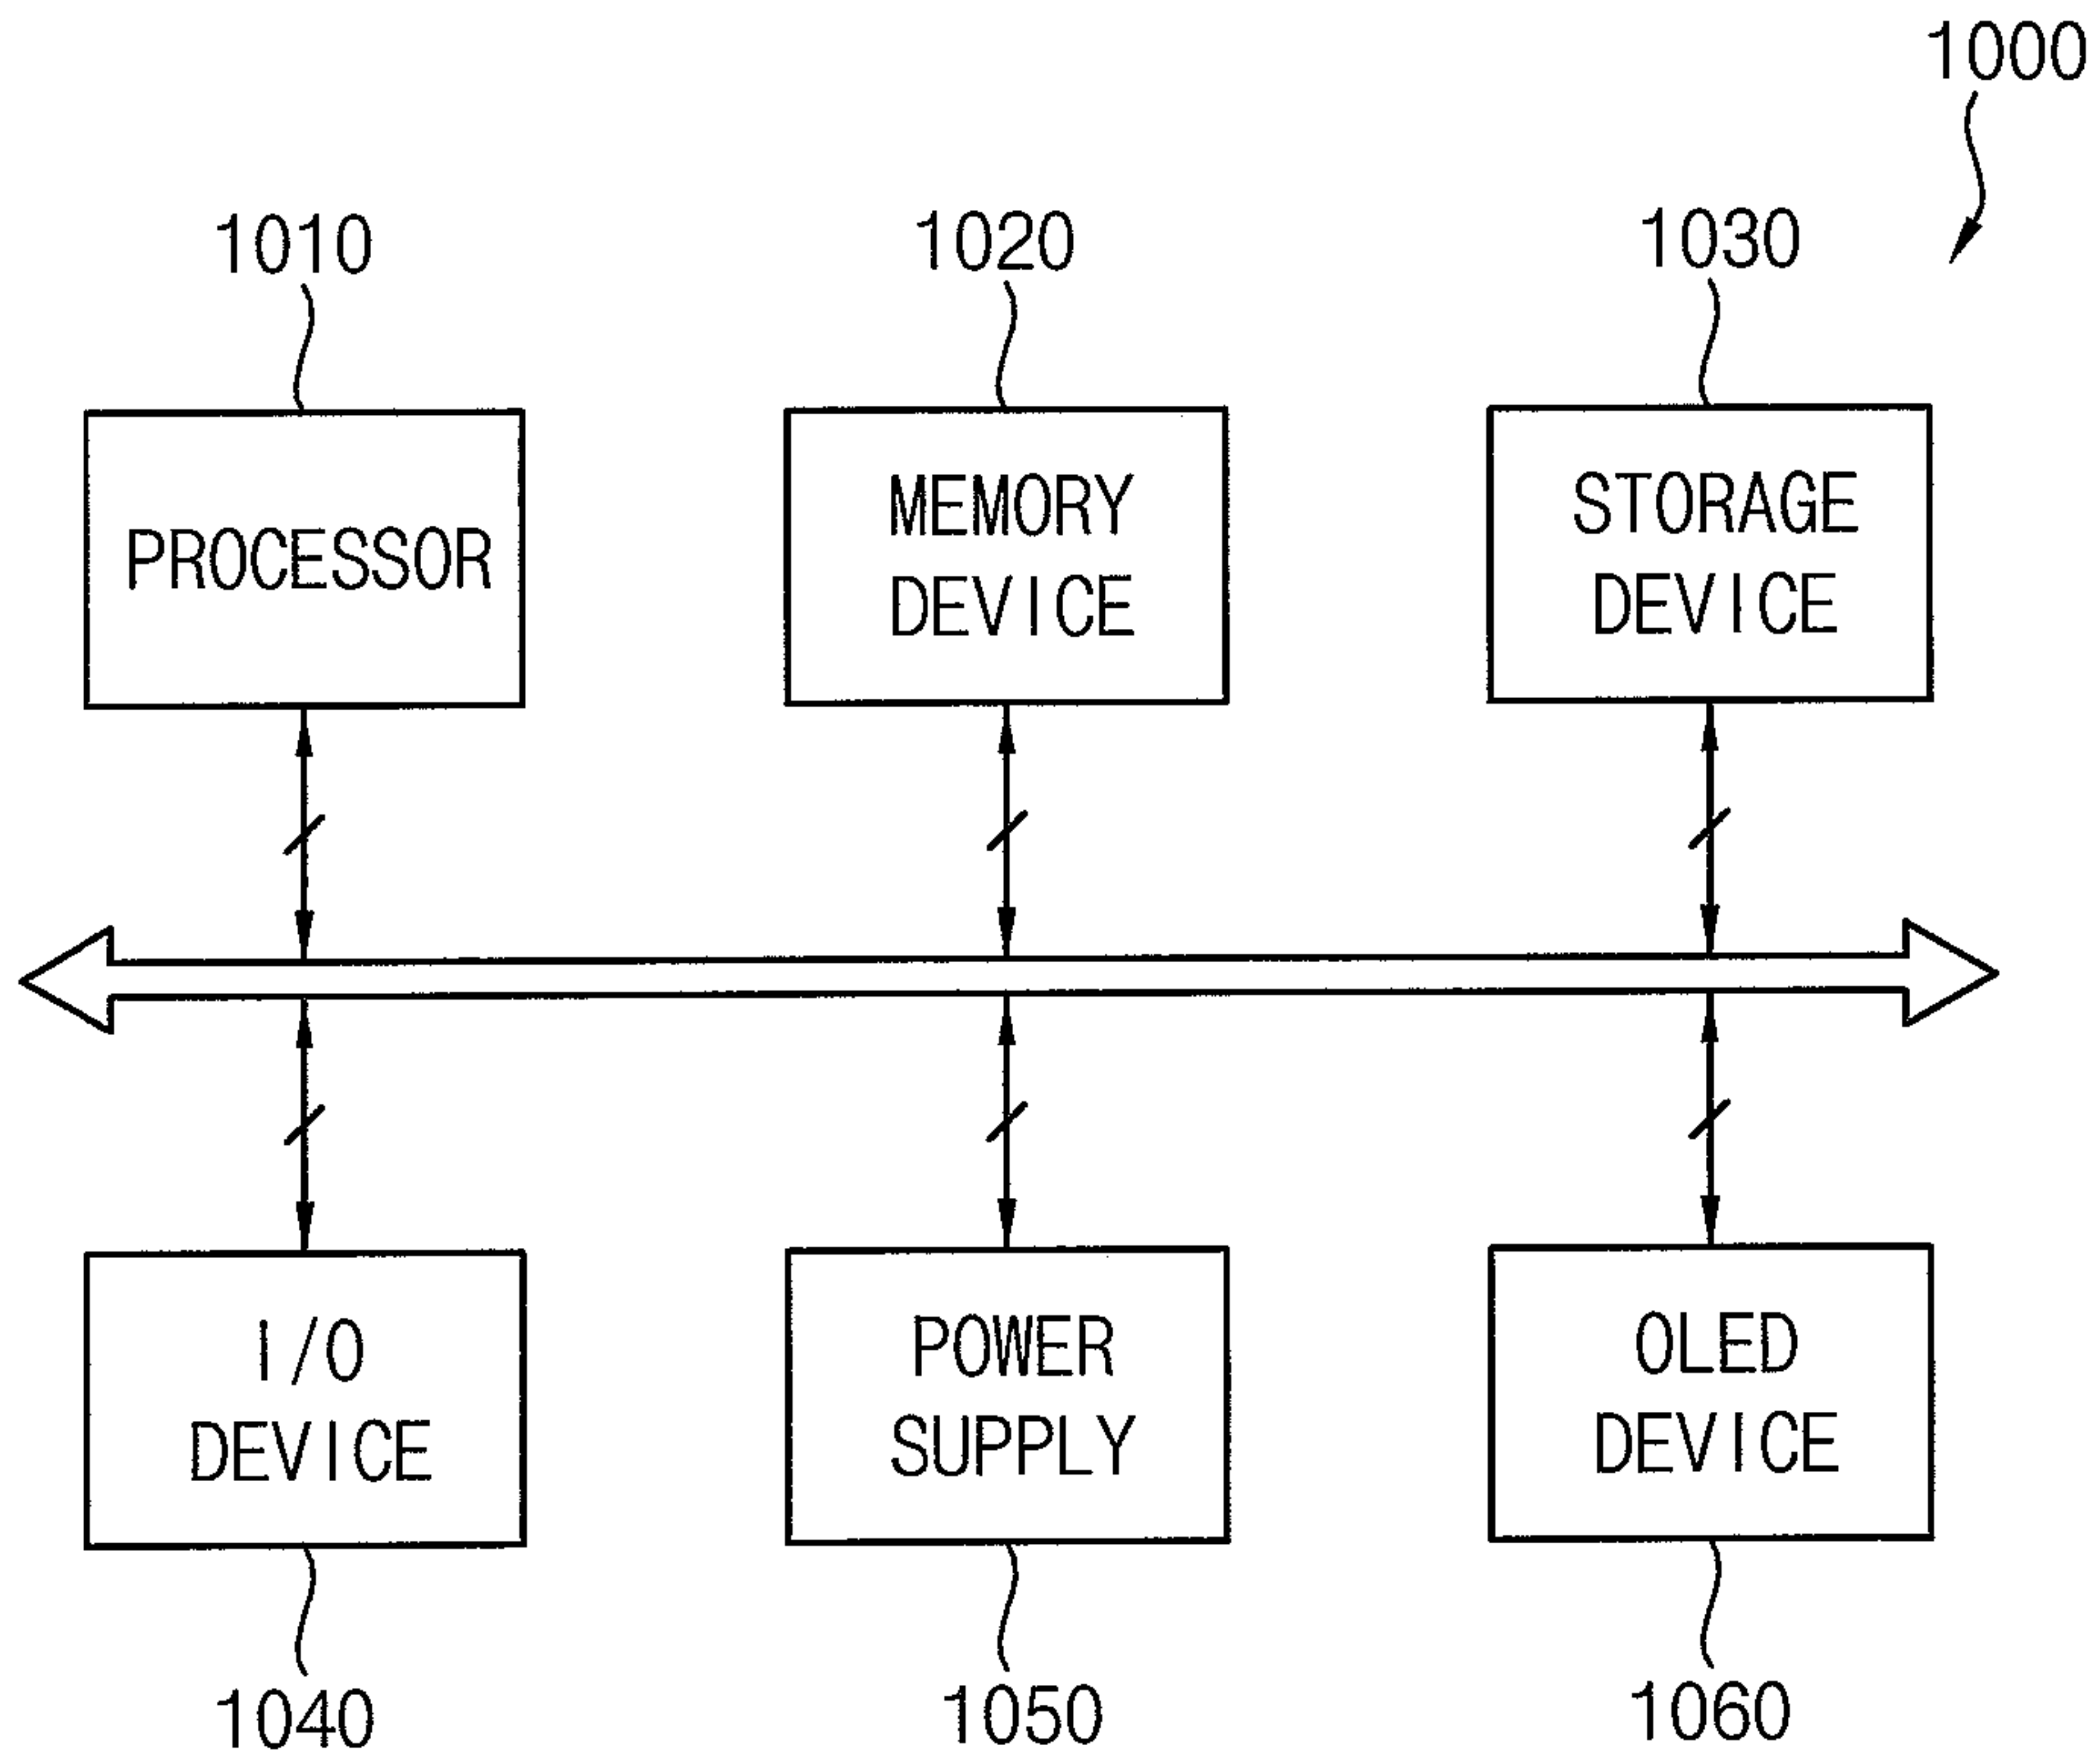 1000
1010
1020
1030
PROCESSOR
MEMORY
DEVICE
STORAGE
DEVICE
I/O
DEVICE
POWER
SUPPLY
OLED
DEVICE
1040
1050
1060